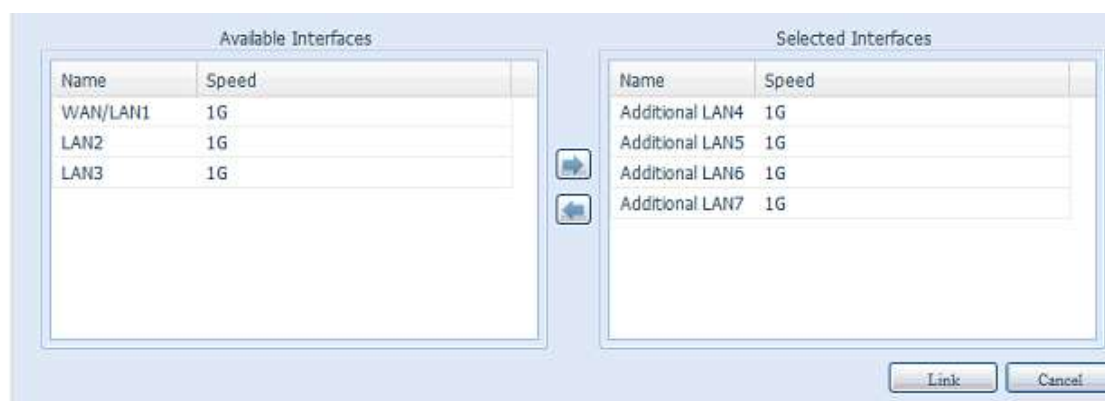 Available Interfaces
Name Speed
WAN/LAN1 1G
LAN2 1G
LAN3 1G
Selected Interfaces
Name Speed
Additional LAN4 1G
Additional LAN5 1G
Additional LAN6 1G
Additional LAN7 1G
Link Cancel